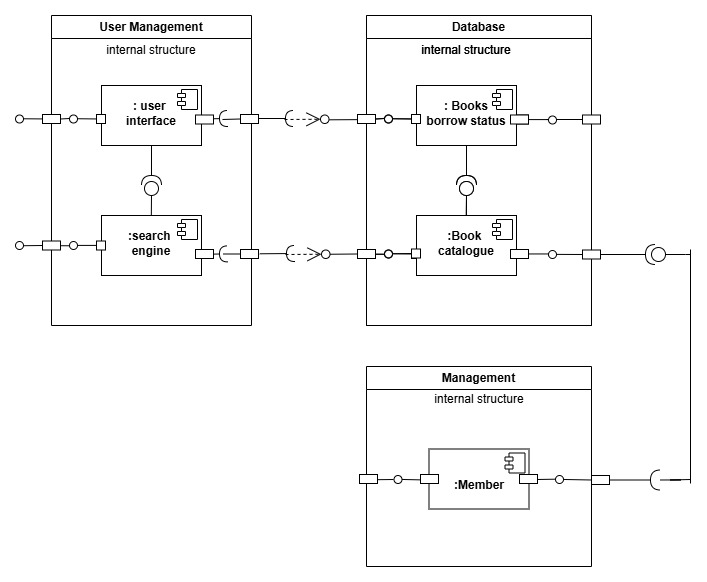 User Management
internal structure
: user
interface
:search
engine
Database
internal structure
: Books
borrow status
:Book
catalogue
Management
internal structure
:Member